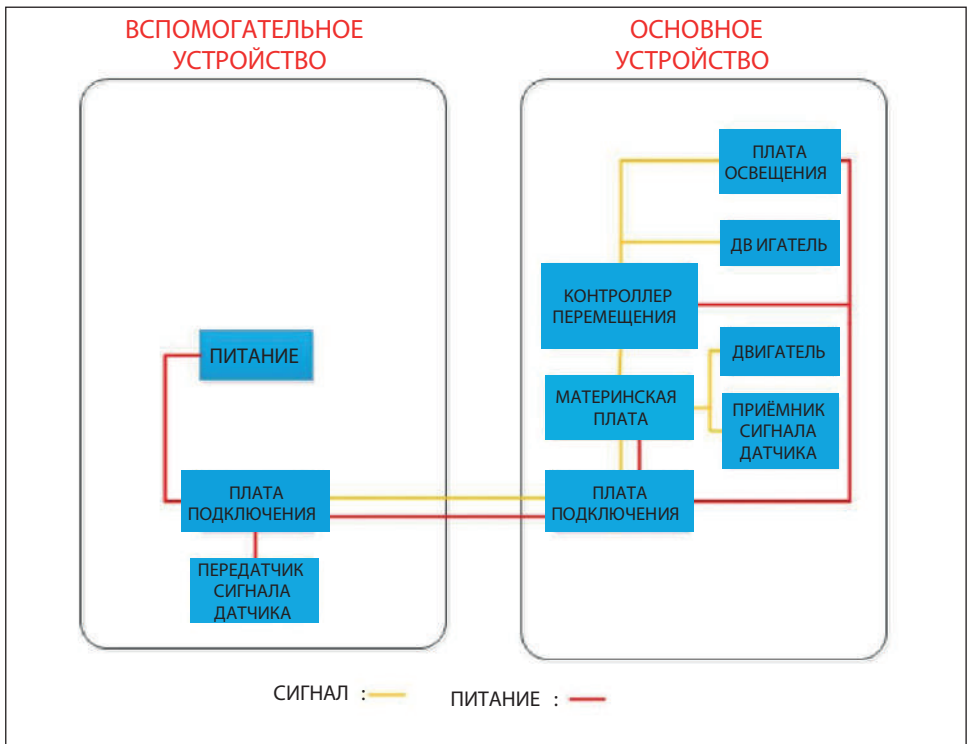 ВСПОМОГАТЕЛЬНОЕ
УСТРОЙСТВО
ОСНОВНОЕ
УСТРОЙСТВО
ПЛАТА
ОСВЕЩЕНИЯ
ДВ ИГАТЕЛЬ
КОНТРОЛЛЕР
ПЕРЕМЕЩЕНИЯ
ПИТАНИЕ
ДВИГАТЕЛЬ
МАТЕРИНСКАЯ
ПЛАТА
ПРИЁМНИК
СИГНАЛА
ДАТЧИКА
ПЛАТА
ПОДКЛЮЧЕНИЯ
ПЛАТА
ПОДКЛЮЧЕНИЯ
ПЕРЕДАТЧИК
СИГНАЛА
ДАТЧИКА
СИГНАЛ :
ПИТАНИЕ :